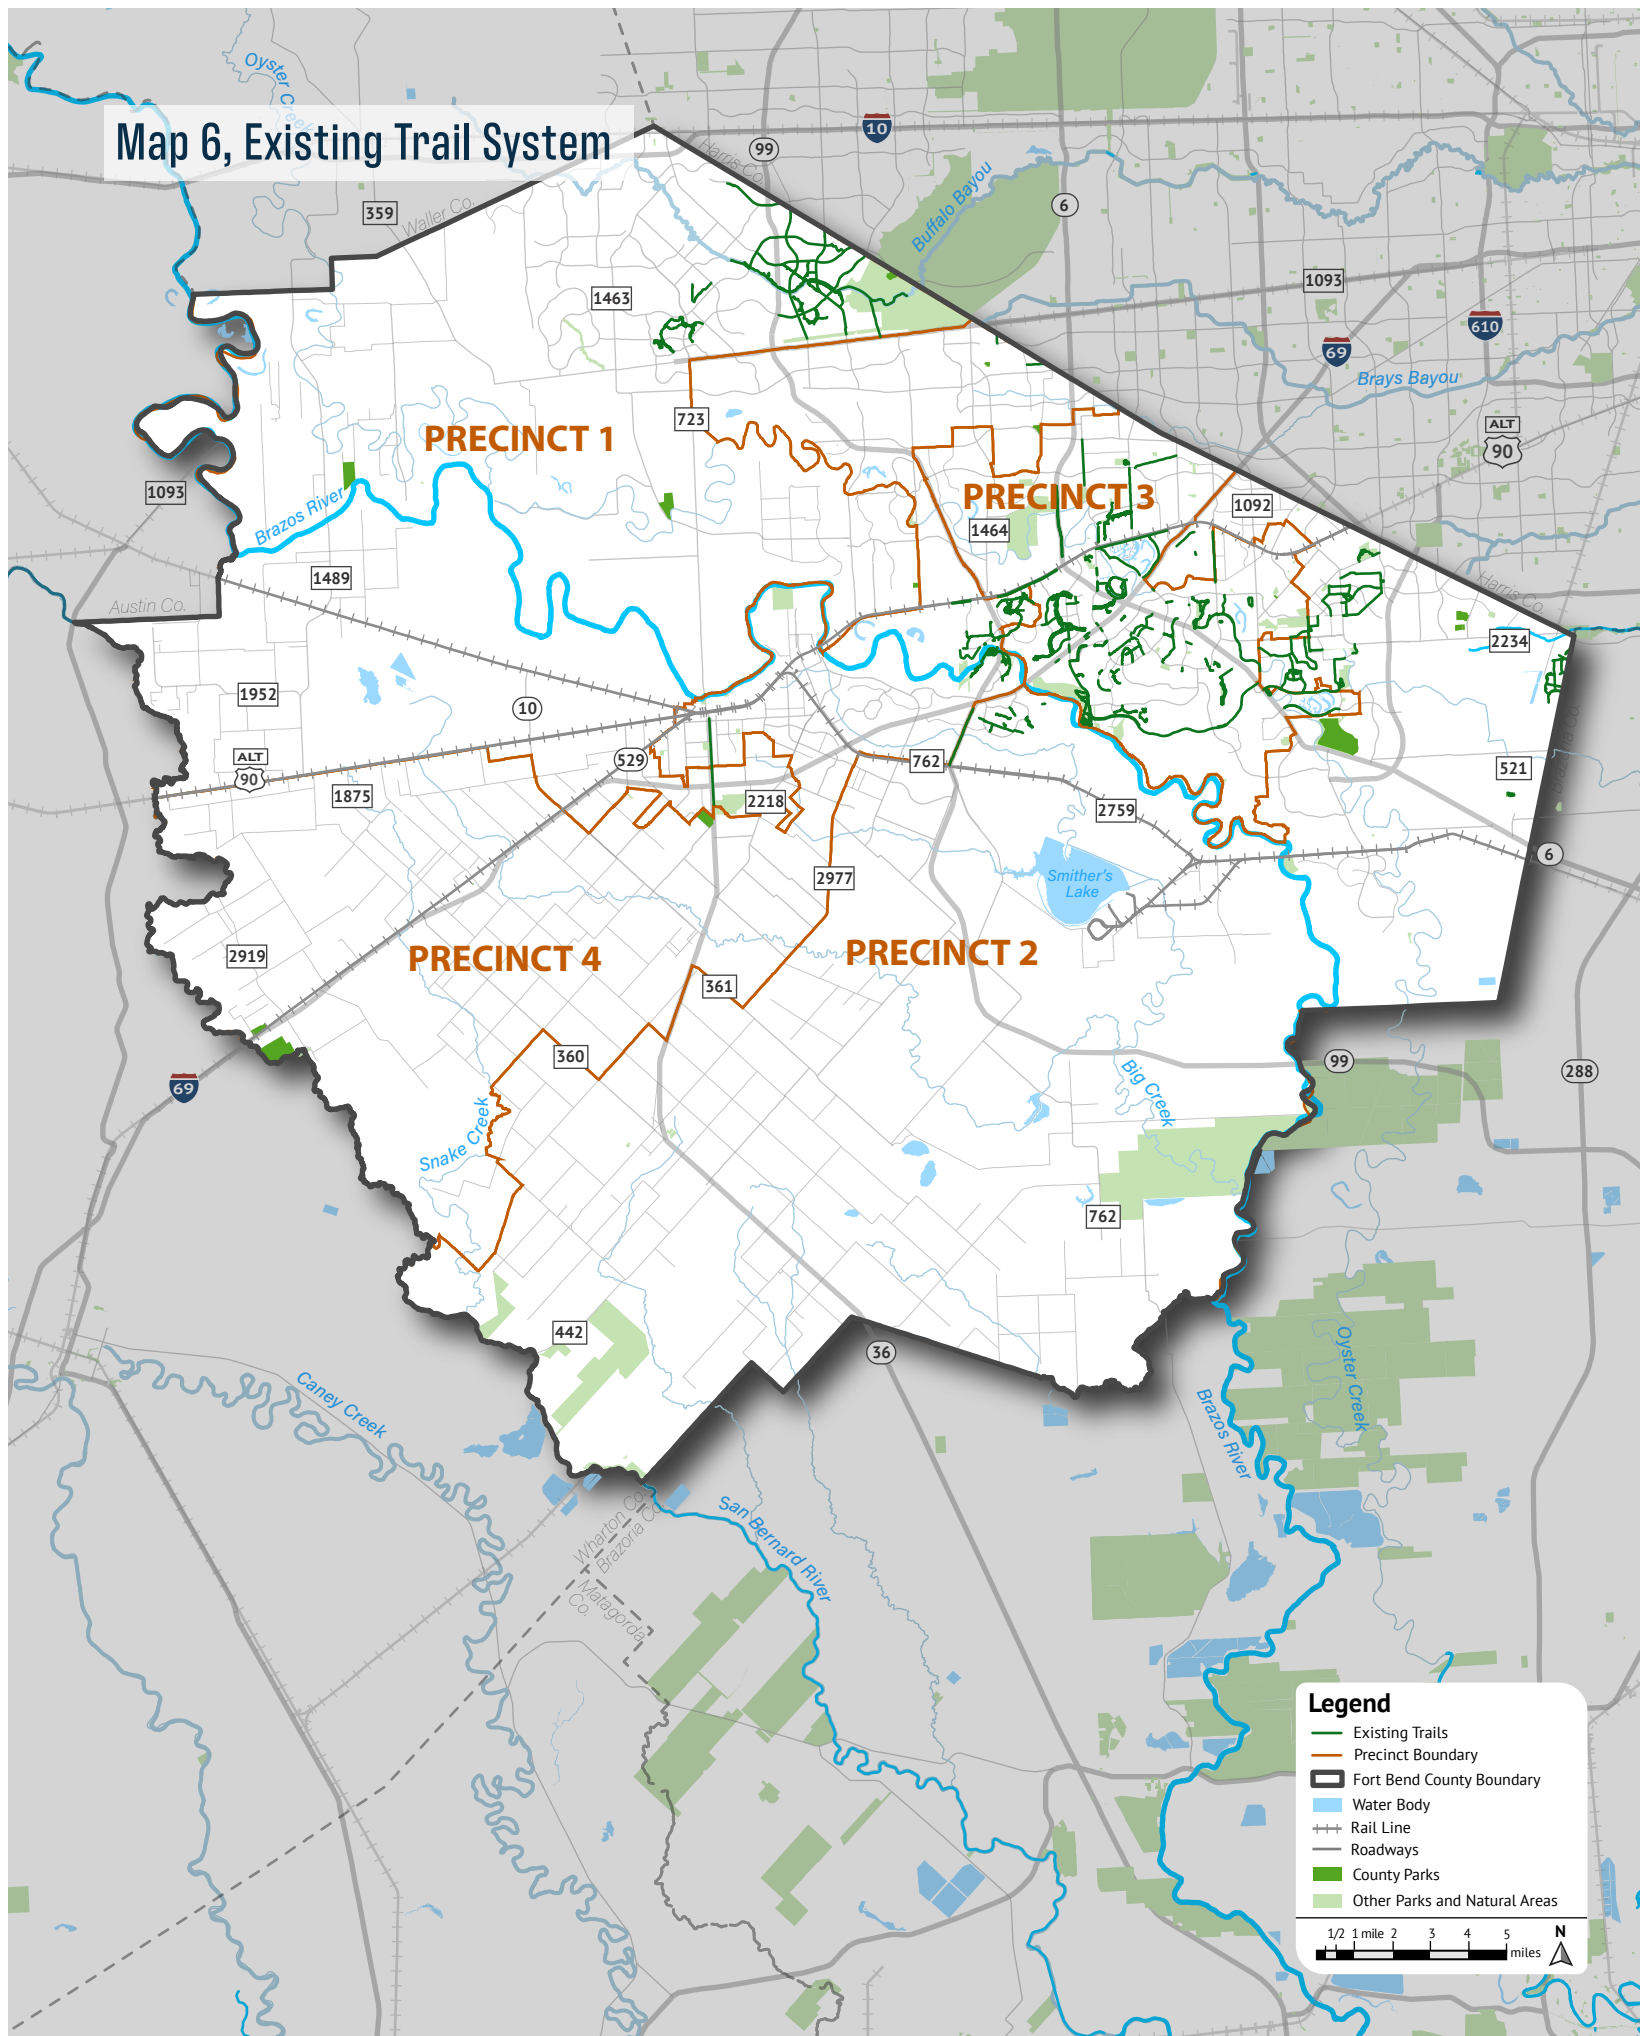 Map 6, Existing Trail System
Oyster Creek
Harris Co.
99
10
359
Waller Co.
Buffalo Bayou
6
1463
1093
610
69
Brays Bayou
723
PRECINCT 1
ALT
90
1093
Brazos River
PRECINCT 3
1464
1092
1489
Austin Co.
Harris Co.
2234
1952
10
ALT
90
529
762
521
1875
2218
2759
6
2977
Smither's
Lake
2919
PRECINCT 4
PRECINCT 2
361
360
69
99
288
Big Creek
Snake Creek
762
442
36
Oyster Creek
Caney Creek
Brazos River
San Bernard River
Wharton Co.
Brazoria Co.
Matagorda
Co.
Legend
Existing Trails
Precinct Boundary
Fort Bend County Boundary
Water Body
Rail Line
Roadways
County Parks
Other Parks and Natural Areas
1/2 1 mile 2 3 4 5
miles
N